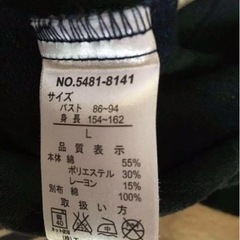 NO.5481-8141
サイズ
バスト 86~94
身長 154~162
L
品質表示
本体 綿 55%
ポリエステル 30%
レーヨン 15%
別布 綿 100%
取扱い方
40